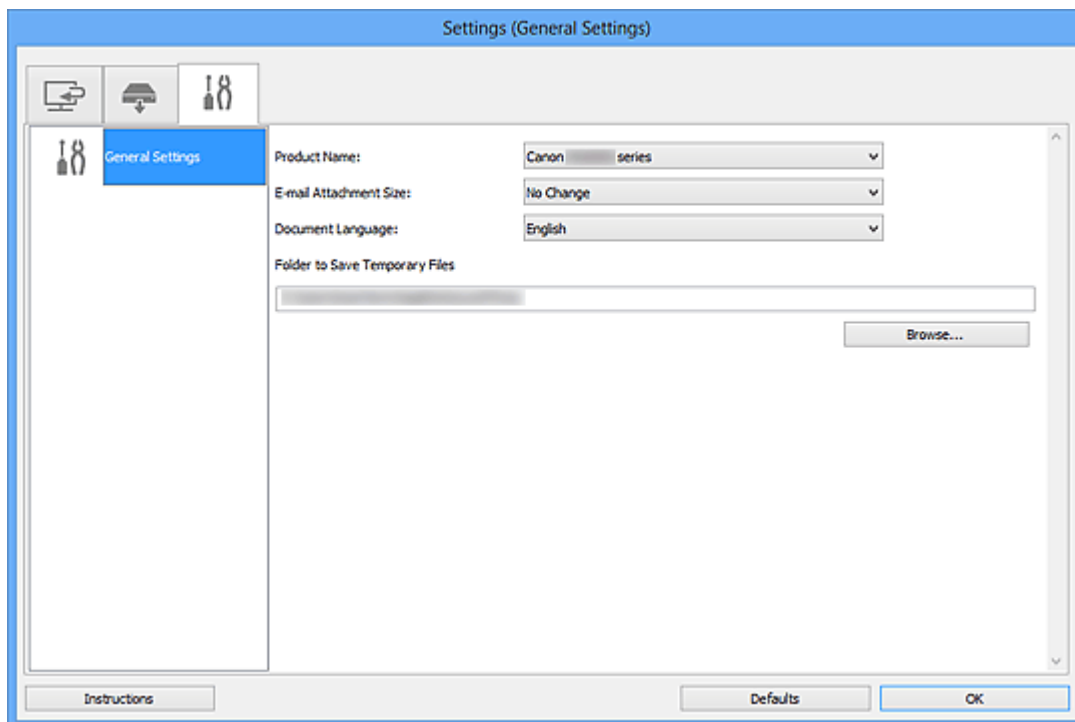 Settings (General Settings)
General Settings
Product Name:
Canon series
E-mail Attachment Size:
No Change
Document Language:
English
Folder to Save Temporary Files
Browse...
Instructions
Defaults
OK